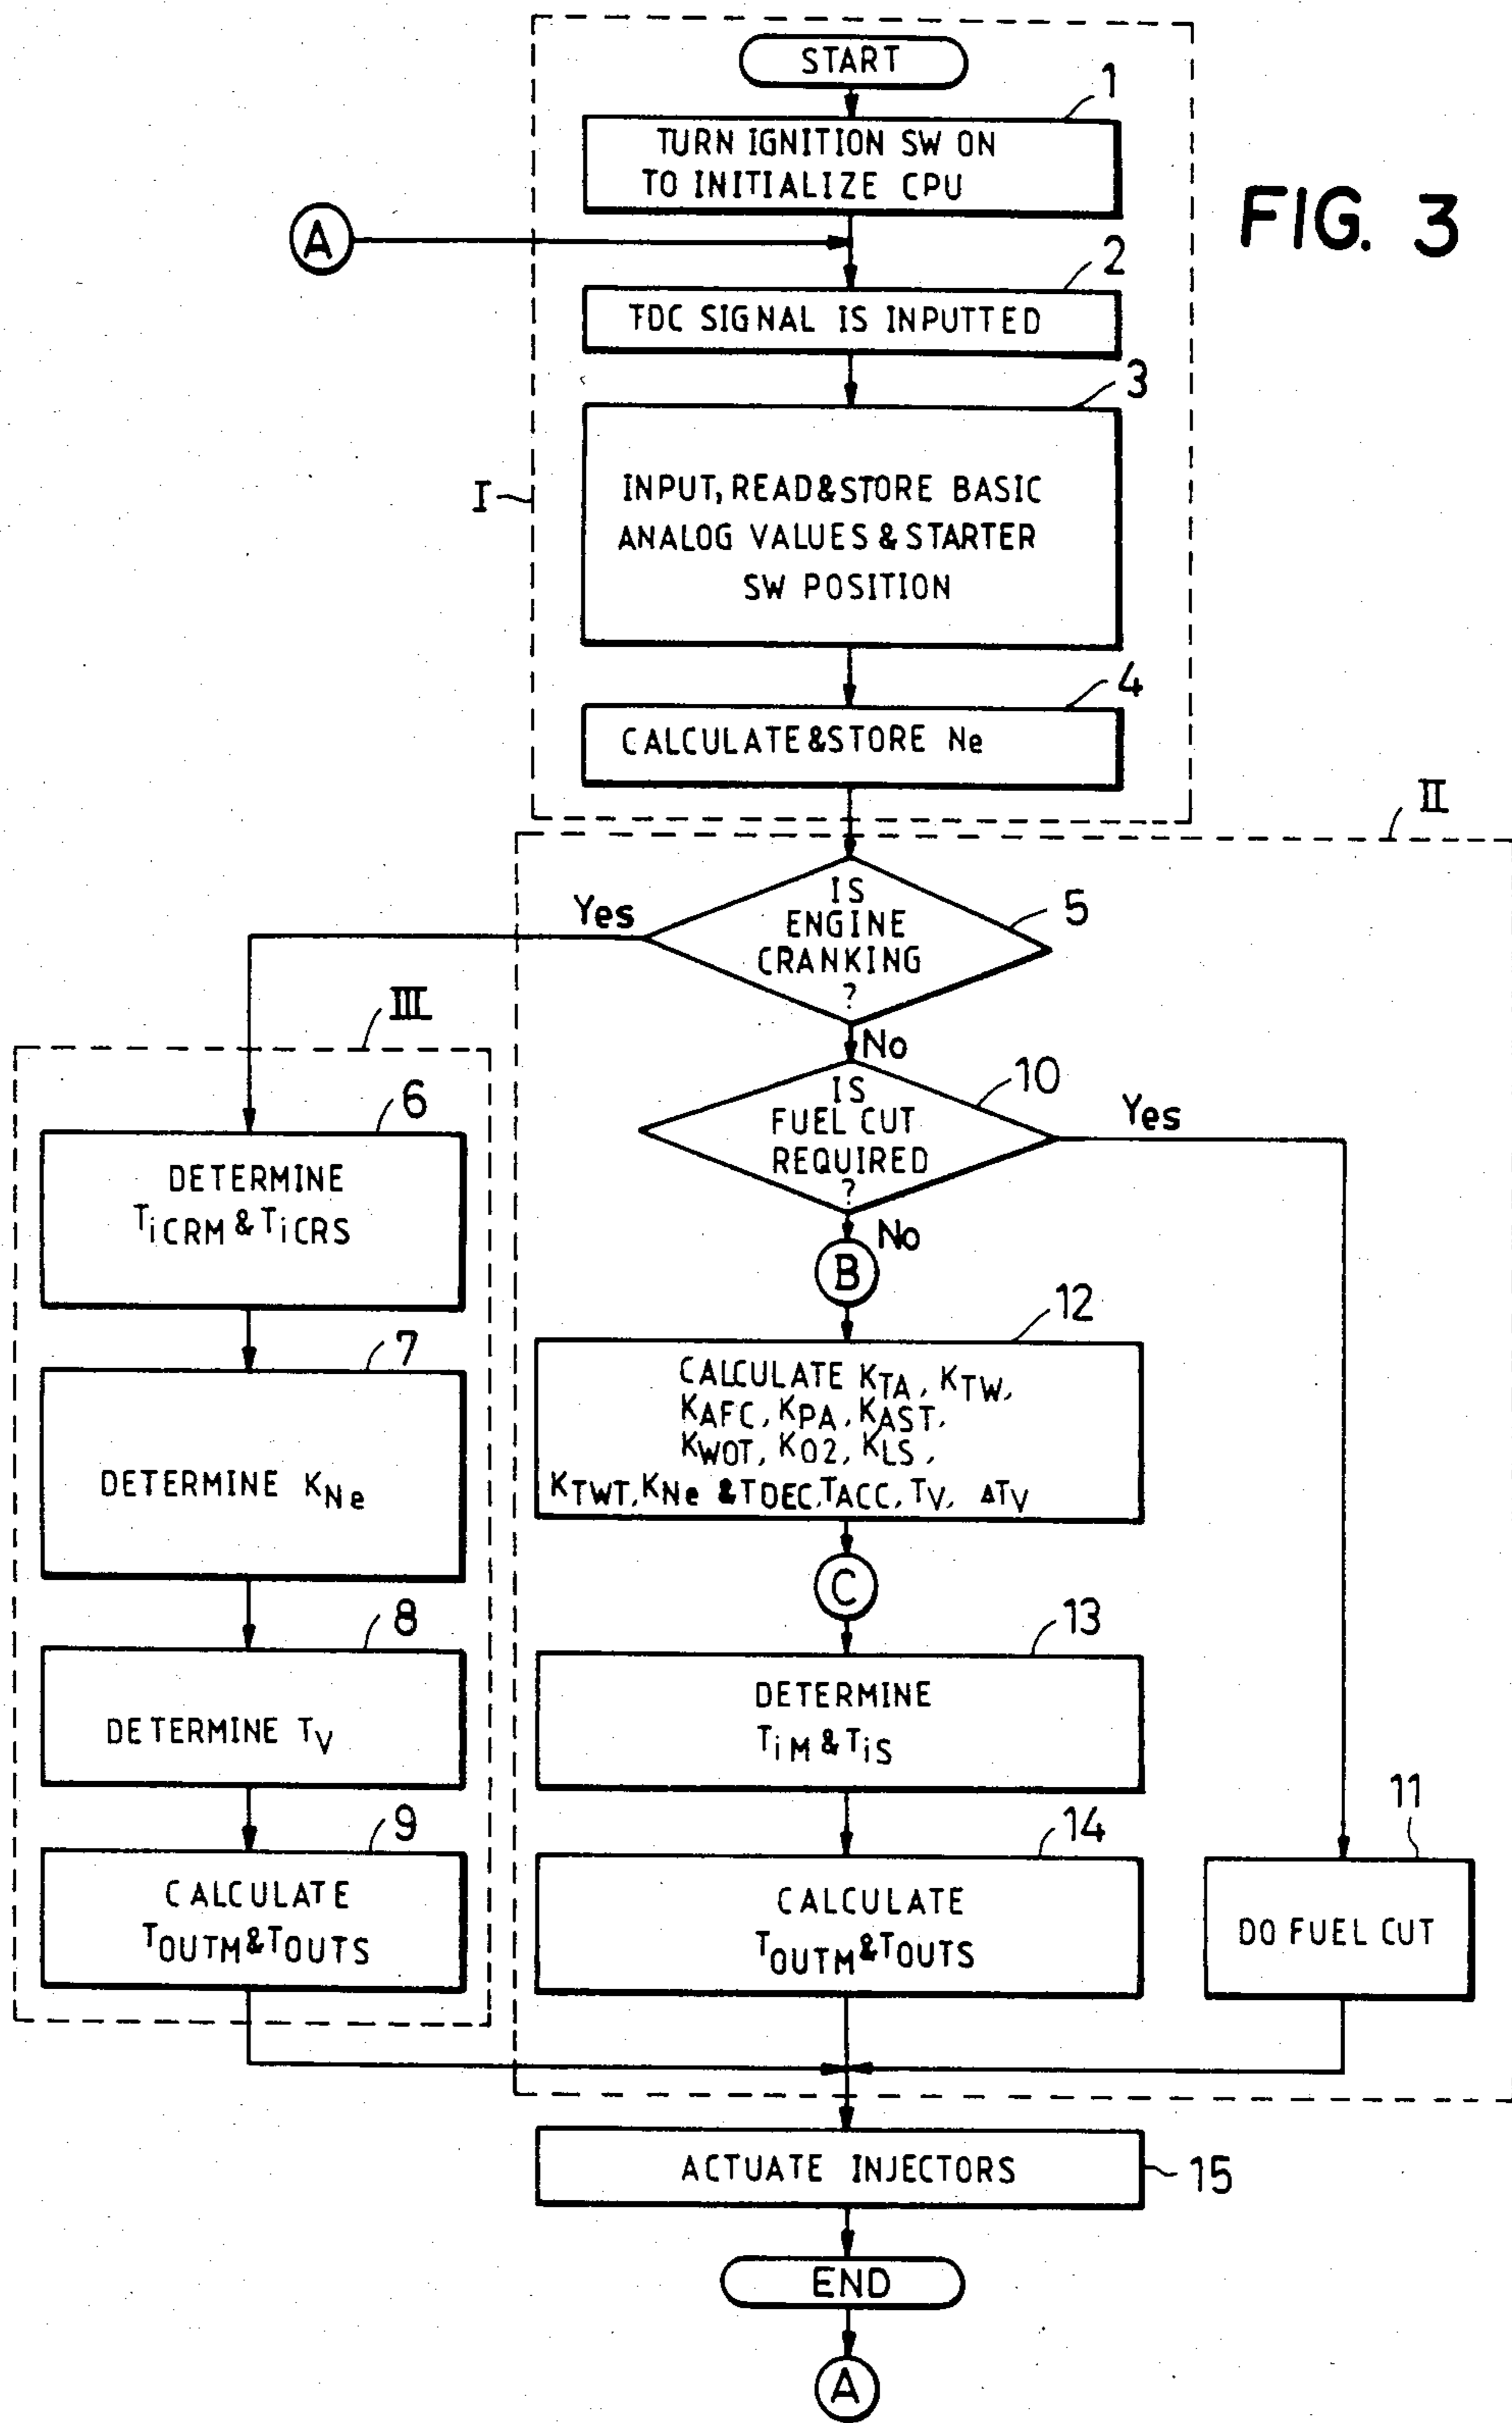 FIG. 3
START
1
TURN IGNITION SW ON
TO INITIALIZE CPU
A
2
TDC SIGNAL IS INPUTTED
3
I
INPUT, READ & STORE BASIC
ANALOG VALUES & STARTER
SW POSITION
4
CALCULATE & STORE Ne
II
5
IS
ENGINE
CRANKING
?
Yes
No
III
6
DETERMINE
TiCRM & TiCRS
7
DETERMINE KNe
8
DETERMINE TV
9
CALCULATE
TOUTM & TOUTS
10
IS
FUEL CUT
REQUIRED
?
Yes
No
B
12
CALCULATE KTA, KTW,
KAFC, KPA, KAST,
KWOT, KO2, KLS,
KTWT, KNe & TDEC, TACC, TV, ΔTV
C
13
DETERMINE
TiM & TiS
14
CALCULATE
TOUTM & TOUTS
11
DO FUEL CUT
ACTUATE INJECTORS
15
END
A